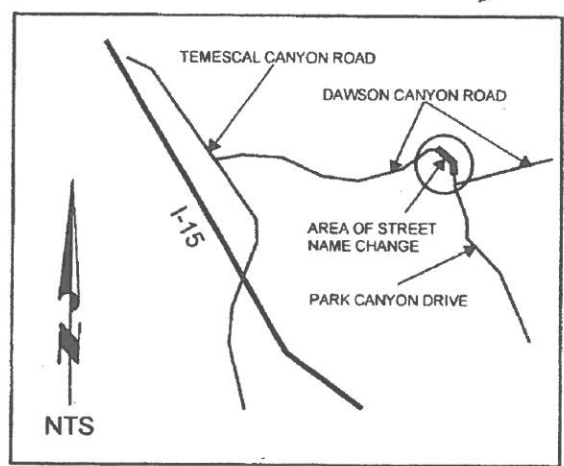 TEMESCAL CANYON ROAD
DAWSON CANYON ROAD
I-15
AREA OF STREET
NAME CHANGE
PARK CANYON DRIVE
N
NTS